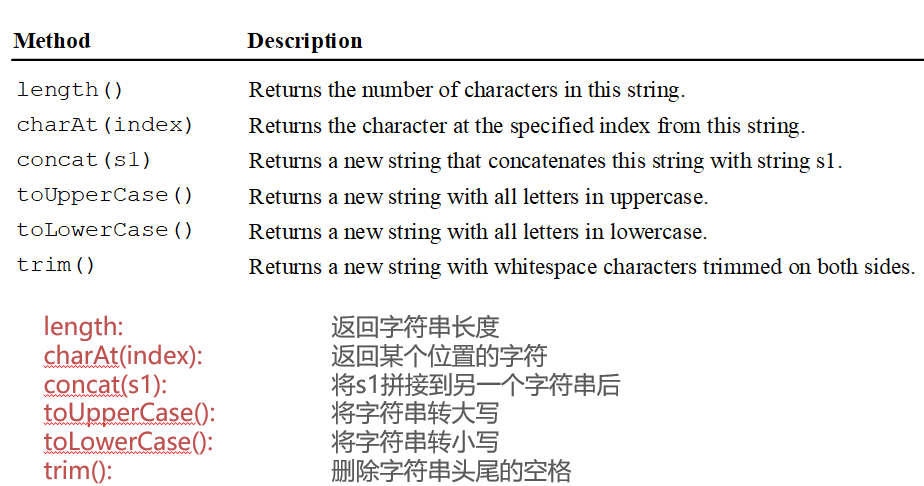 Method Description
length() Returns the number of characters in this string.
charAt(index) Returns the character at the specified index from this string.
concat(s1) Returns a new string that concatenates this string with string s1.
toUpperCase() Returns a new string with all letters in uppercase.
toLowerCase() Returns a new string with all letters in lowercase.
trim() Returns a new string with whitespace characters trimmed on both sides.
length: 返回字符串长度
charAt(index): 返回某个位置的字符
concat(s1): 将s1拼接到另一个字符串后
toUpperCase(): 将字符串转大写
toLowerCase(): 将字符串转小写
trim(): 删除字符串头尾的空格